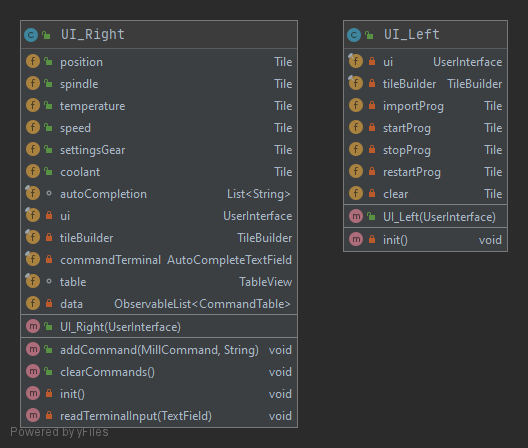 UI_Right
position Tile
spindle Tile
temperature Tile
speed Tile
settingsGear Tile
coolant Tile
autoCompletion List<String>
ui UserInterface
tileBuilder TileBuilder
commandTerminal AutoCompleteTextField
table TableView
data ObservableList<CommandTable>
UI_Right(UserInterface)
addCommand(MillCommand, String) void
clearCommands() void
init() void
readTerminalInput(TextField) void
UI_Left
ui UserInterface
tileBuilder TileBuilder
importProg Tile
startProg Tile
stopProg Tile
restartProg Tile
clear Tile
UI_Left(UserInterface)
init() void
Powered by yFiles